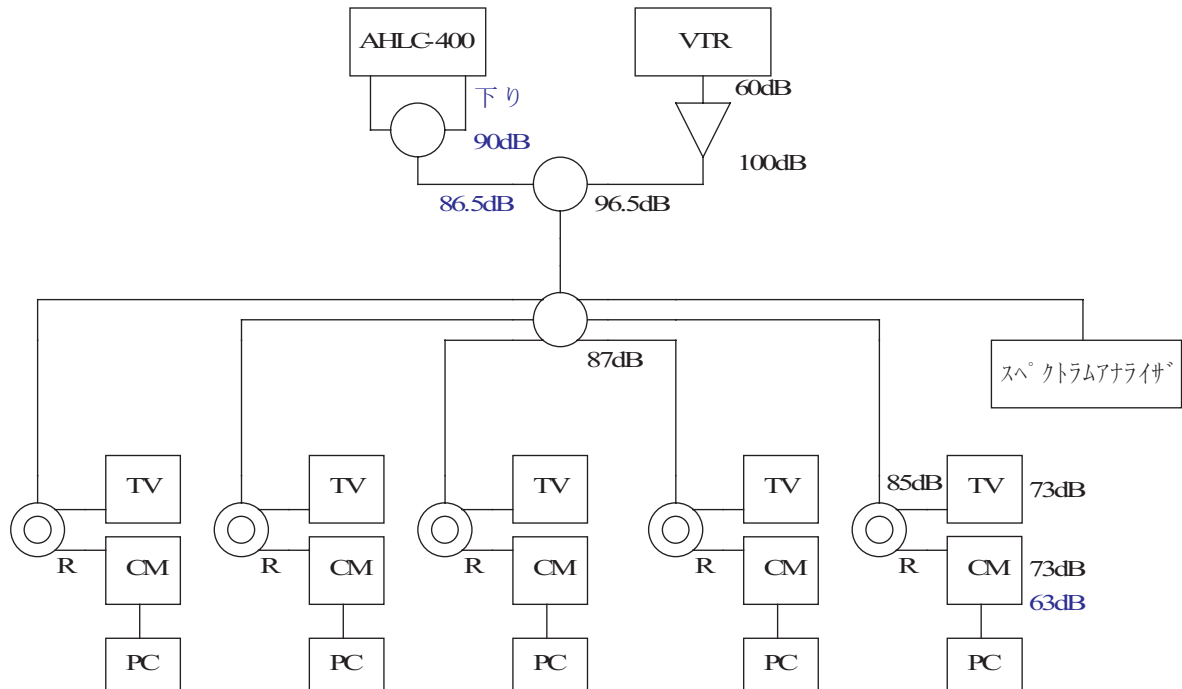 AHLC-400
VTR
下り
60dB
90dB
100dB
86.5dB
96.5dB
87dB
スペクトラムアナライザ
TV
TV
TV
TV
85dB
TV
73dB
R
CM
R
CM
R
CM
R
CM
R
CM
73dB
63dB
PC
PC
PC
PC
PC